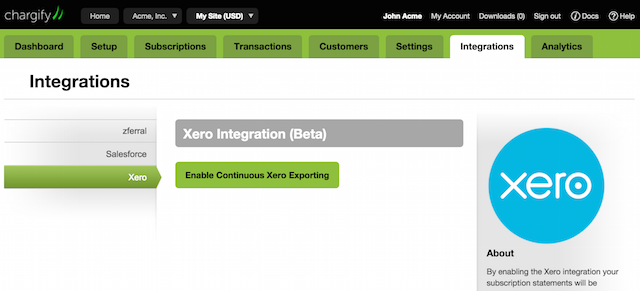 chargify Home Acme, Inc. My Site (USD) John Acme My Account Downloads (0) Sign out Docs Help
Dashboard Setup Subscriptions Transactions Customers Settings Integrations Analytics
Integrations
zferral
Salesforce
Xero
Xero Integration (Beta)
Enable Continuous Xero Exporting
xero
About
By enabling the Xero integration your
subscription statements will be